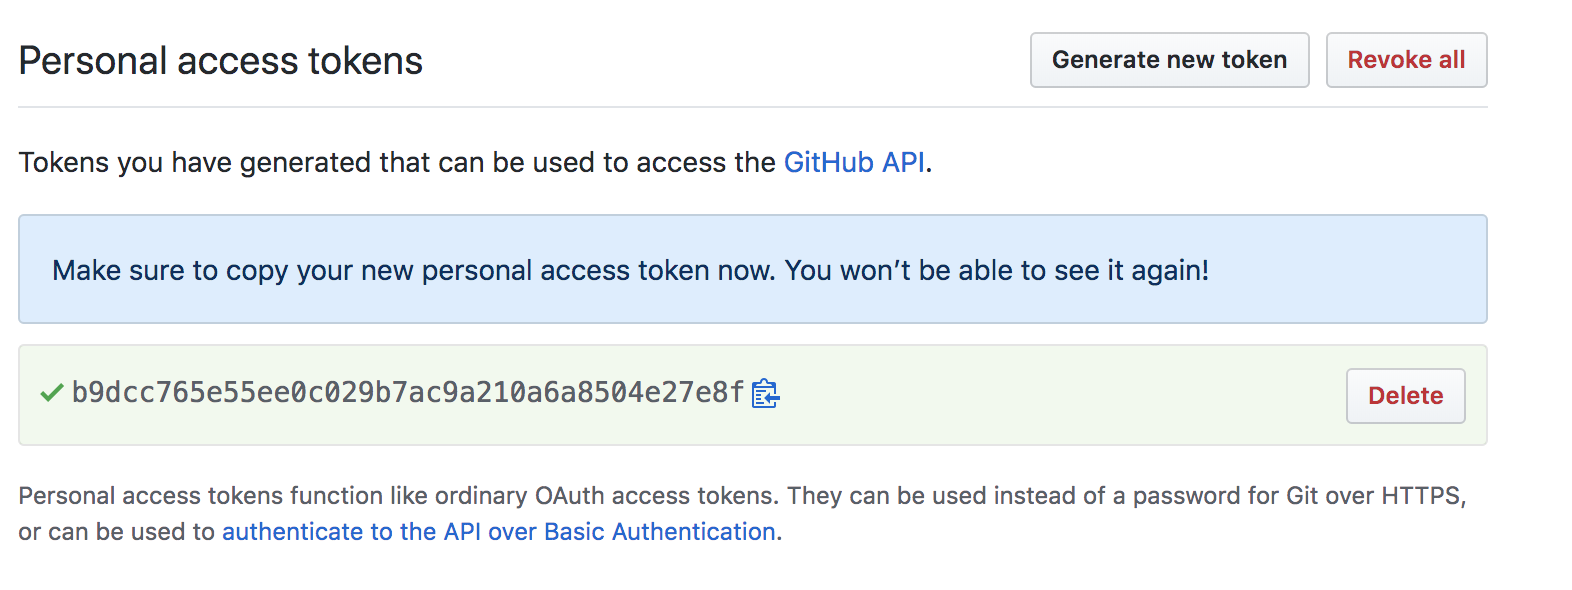 Personal access tokens
Generate new token
Revoke all
Tokens you have generated that can be used to access the GitHub API.
Make sure to copy your new personal access token now. You won’t be able to see it again!
b9dcc765e55ee0c029b7ac9a210a6a8504e27e8f
Delete
Personal access tokens function like ordinary OAuth access tokens. They can be used instead of a password for Git over HTTPS,
or can be used to authenticate to the API over Basic Authentication.